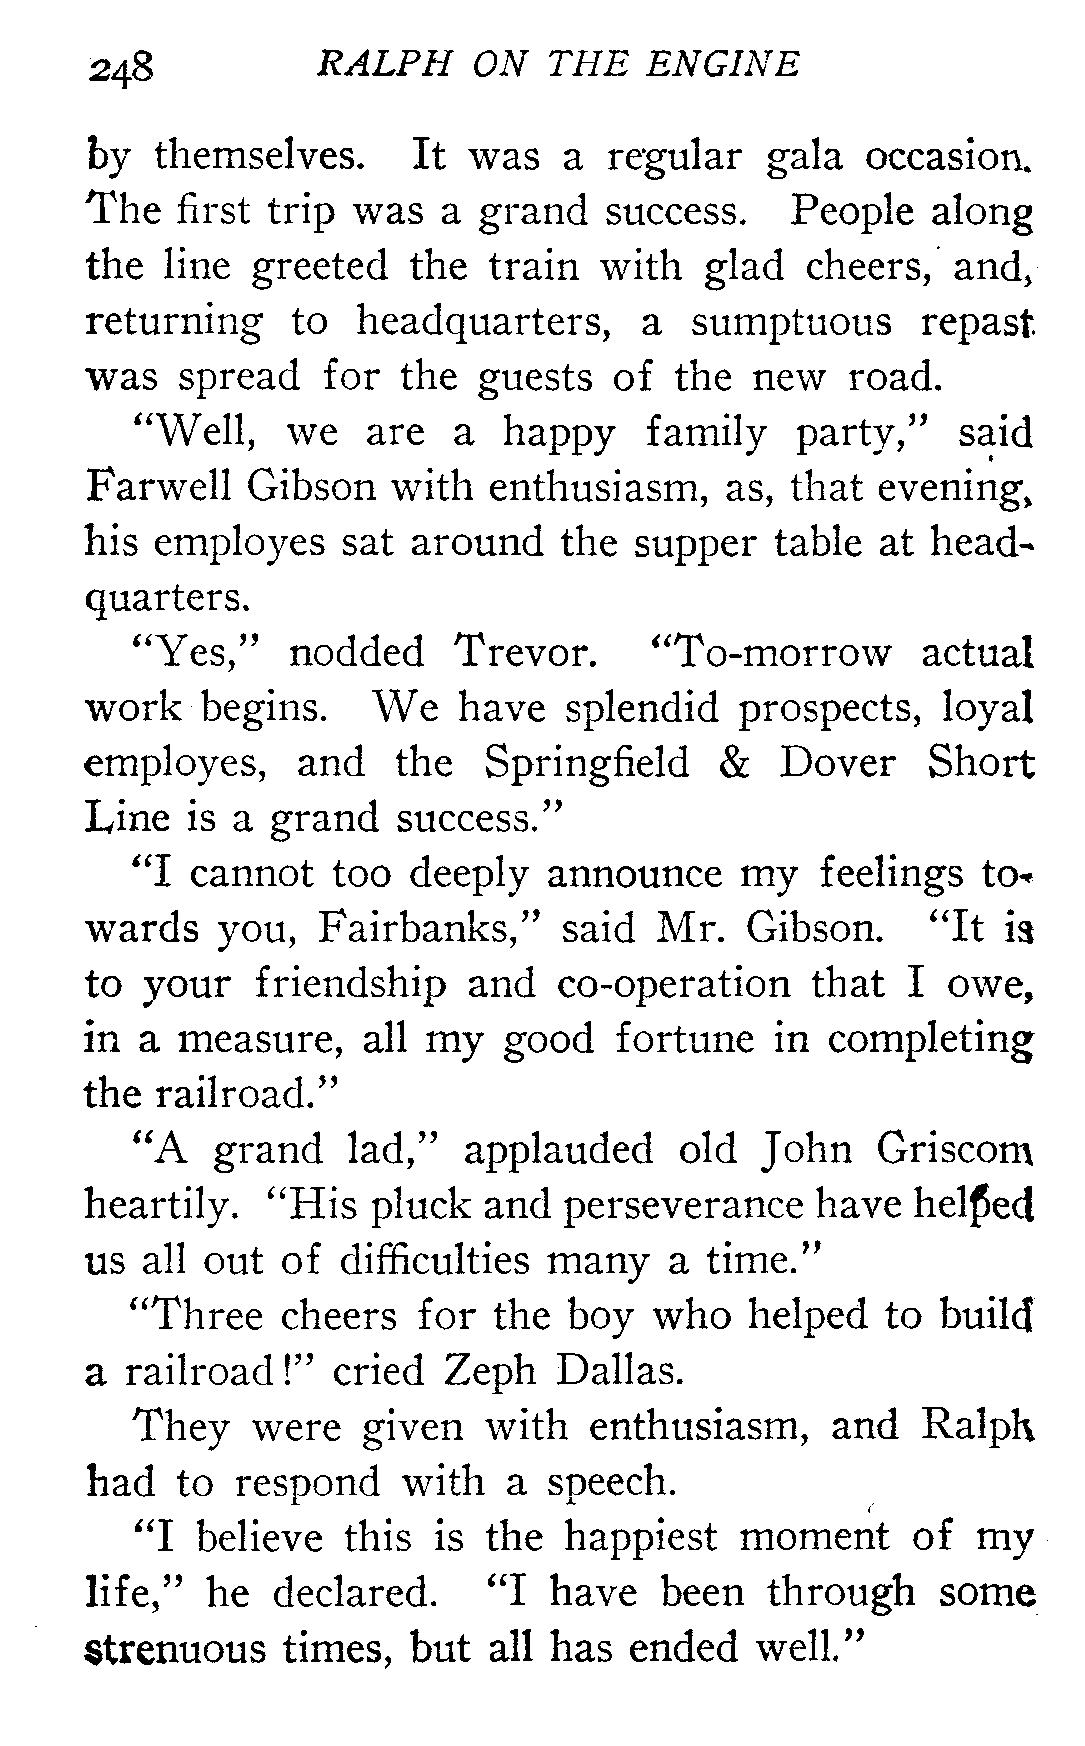 248 RALPH ON THE ENGINE
by themselves. It was a regular gala occasion.
The first trip was a grand success. People along
the line greeted the train with glad cheers, and,
returning to headquarters, a sumptuous repast
was spread for the guests of the new road.
“Well, we are a happy family party,” said
Farwell Gibson with enthusiasm, as, that evening,
his employes sat around the supper table at head-
quarters.
“Yes,” nodded Trevor. “To-morrow actual
work begins. We have splendid prospects, loyal
employes, and the Springfield & Dover Short
Line is a grand success.”
“I cannot too deeply announce my feelings to-
wards you, Fairbanks,” said Mr. Gibson. “It is
to your friendship and co-operation that I owe,
in a measure, all my good fortune in completing
the railroad.”
“A grand lad,” applauded old John Griscom
heartily. “His pluck and perseverance have helped
us all out of difficulties many a time.”
“Three cheers for the boy who helped to build
a railroad!” cried Zeph Dallas.
They were given with enthusiasm, and Ralph
had to respond with a speech.
“I believe this is the happiest moment of my
life,” he declared. “I have been through some
strenuous times, but all has ended well.”